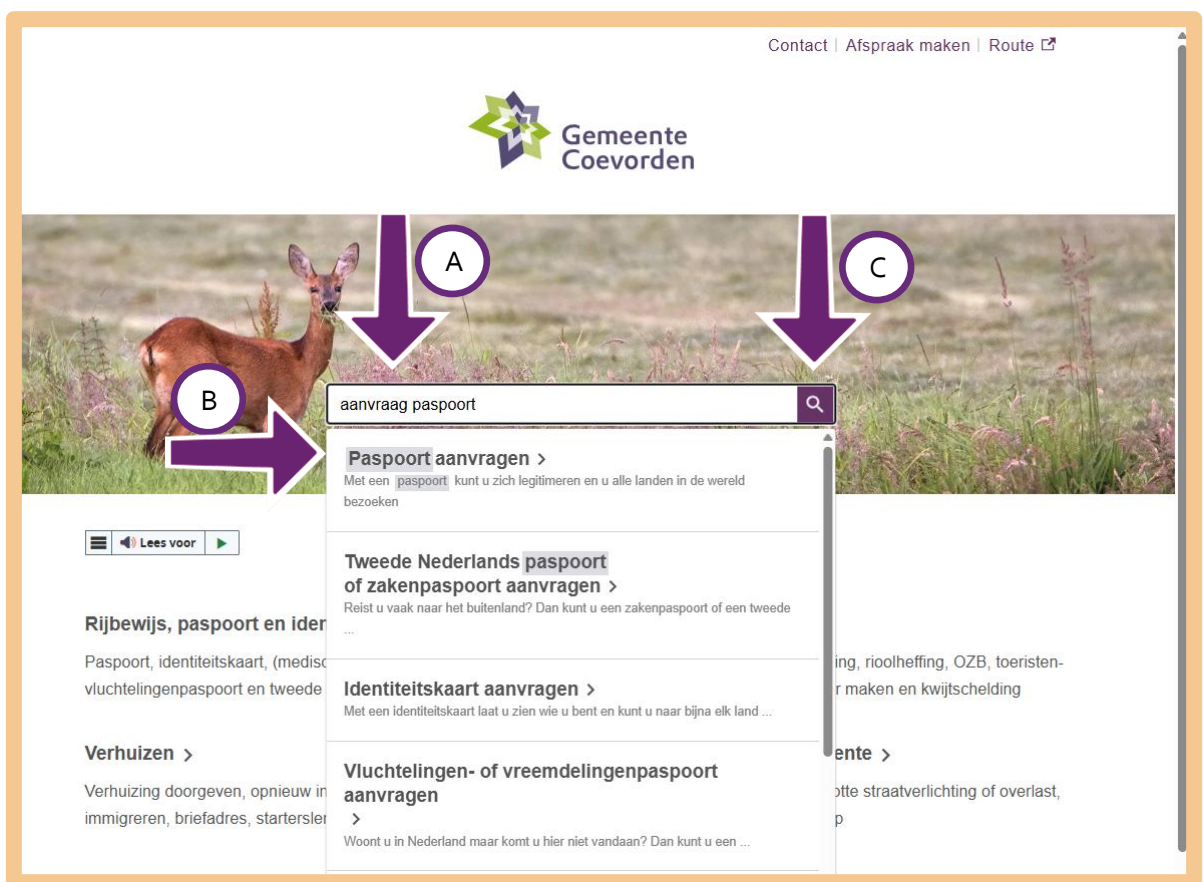 Contact | Afspraak maken | Route
Gemeente
Coevorden
A
C
B
aanvraag paspoort
Paspoort aanvragen >
Met een paspoort kunt u zich legitimeren en u alle landen in de wereld
bezoeken
Tweede Nederlands paspoort
of zakenpaspoort aanvragen >
Reist u vaak naar het buitenland? Dan kunt u een zakenpaspoort of een tweede
...
Identiteitskaart aanvragen >
Met een identiteitskaart laat u zien wie u bent en kunt u naar bijna elk land ...
Vluchtelingen- of vreemdelingenpaspoort
aanvragen
>
Woont u in Nederland maar komt u hier niet vandaan? Dan kunt u een ...
Lees voor
Rijbewijs, paspoort en iden
Paspoort, identiteitskaart, (medisc
vluchtelingenpaspoort en tweede
ing, rioolheffing, OZB, toeristen-
r maken en kwijtschelding
Verhuizen >
Verhuizing doorgeven, opnieuw in
immigreren, briefadres, startersler
ente >
otte straatverlichting of overlast,
p